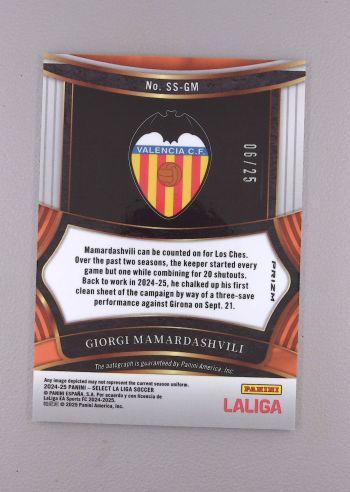 No. SS-GM
VALENCIA C.F.
06/25
Mamardashvili can be counted on for Los Ches.
Over the past two seasons, the keeper started every
game but one while combining for 20 shutouts.
Back to work in 2024-25, he chalked up his first
clean sheet of the campaign by way of a three-save
performance against Girona on Sept. 21.
PRIZM
GIORGI MAMARDASHVILI
The autograph is guaranteed by Panini America, Inc.
Any image depicted may not represent the current season uniform.
2024-25 PANINI – SELECT LA LIGA SOCCER
© PANINI ESPAÑA, S.A. Por acuerdo y con licencia de
LaLiga EA Sports FC 2024-2025.
© 2025 Panini America, Inc.
PANINI
LALIGA